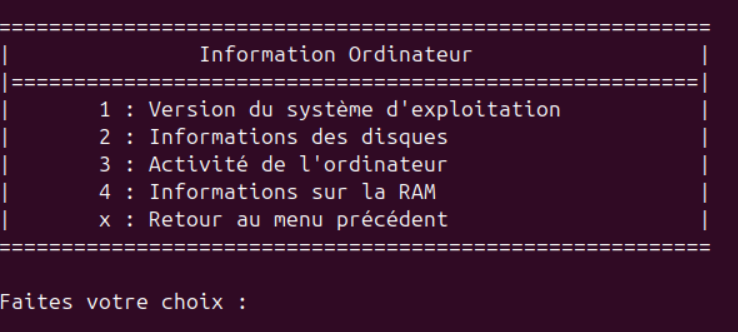 =========================================================
|                Information Ordinateur                  |
|=======================================================|
|       1 : Version du système d'exploitation            |
|       2 : Informations des disques                     |
|       3 : Activité de l'ordinateur                     |
|       4 : Informations sur la RAM                      |
|       x : Retour au menu précédent                     |
=========================================================
Faites votre choix :